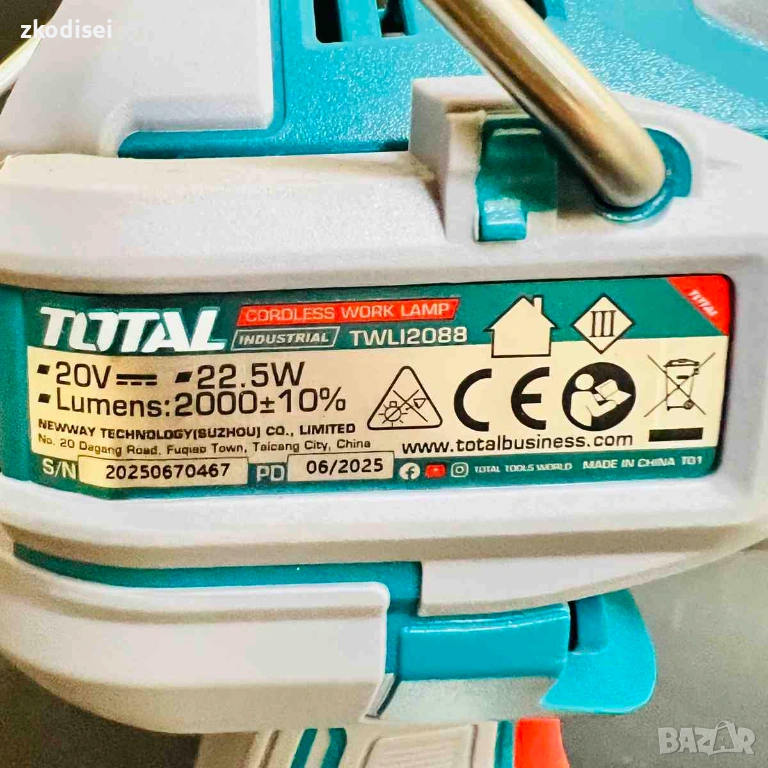 zkodisei
TOTAL CORDLESS WORK LAMP
INDUSTRIAL TWLI2088
III
TOTAL
▪20V ▪22.5W
▪Lumens:2000±10%
CE
NEWWAY TECHNOLOGY(SUZHOU) CO., LIMITED
No. 20 Dagang Road, Fuqiao Town, Taicang City, China
www.totalbusiness.com
S/N 20250670467 PD 06/2025 TOTAL TOOLS WORLD MADE IN CHINA T01
BAZAR